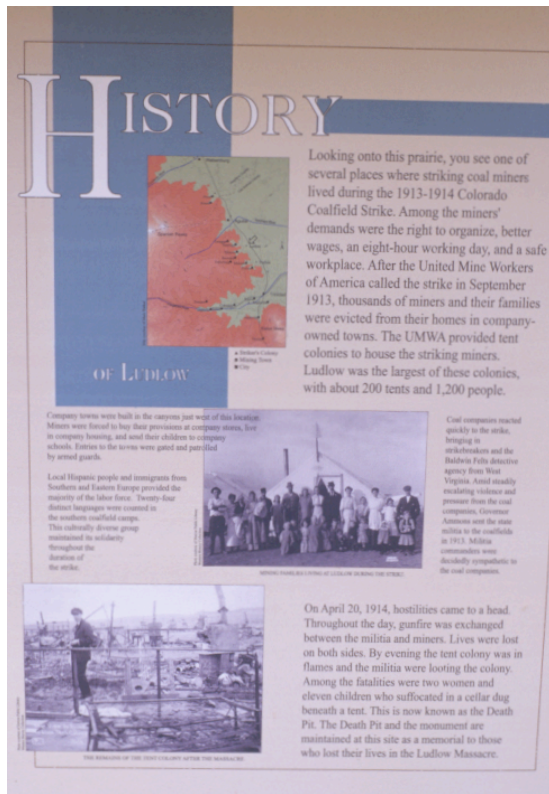 HISTORY
OF LUDLOW
Looking onto this prairie, you see one of
several places where striking coal miners
lived during the 1913-1914 Colorado
Coalfield Strike. Among the miners'
demands were the right to organize, better
wages, an eight-hour working day, and a safe
workplace. After the United Mine Workers
of America called the strike in September
1913, thousands of miners and their families
were evicted from their homes in company-
owned towns. The UMWA provided tent
colonies to house the striking miners.
Ludlow was the largest of these colonies,
with about 200 tents and 1,200 people.
Striker's Colony
Mining Town
City
Company towns were built in the canyons just west of this location.
Miners were forced to buy their provisions at company stores, live
in company housing, and send their children to company
schools. Entries to the towns were gated and patrolled
by armed guards.
Local Hispanic people and immigrants from
Southern and Eastern Europe provided the
majority of the labor force. Twenty-four
distinct languages were counted in
the southern coalfield camps.
This culturally diverse group
maintained its solidarity
throughout the
duration of
the strike.
MINING FAMILIES LIVING AT LUDLOW DURING THE STRIKE.
Coal companies reacted
quickly to the strike,
bringing in
strikebreakers and the
Baldwin Felts detective
agency from West
Virginia. Amid steadily
escalating violence and
pressure from the coal
companies, Governor
Ammons sent the state
militia to the coalfields
in 1913. Militia
commanders were
decidedly sympathetic to
the coal companies.
THE REMAINS OF THE TENT COLONY AFTER THE MASSACRE.
On April 20, 1914, hostilities came to a head.
Throughout the day, gunfire was exchanged
between the militia and miners. Lives were lost
on both sides. By evening the tent colony was in
flames and the militia were looting the colony.
Among the fatalities were two women and
eleven children who suffocated in a cellar dug
beneath a tent. This is now known as the Death
Pit. The Death Pit and the monument are
maintained at this site as a memorial to those
who lost their lives in the Ludlow Massacre.